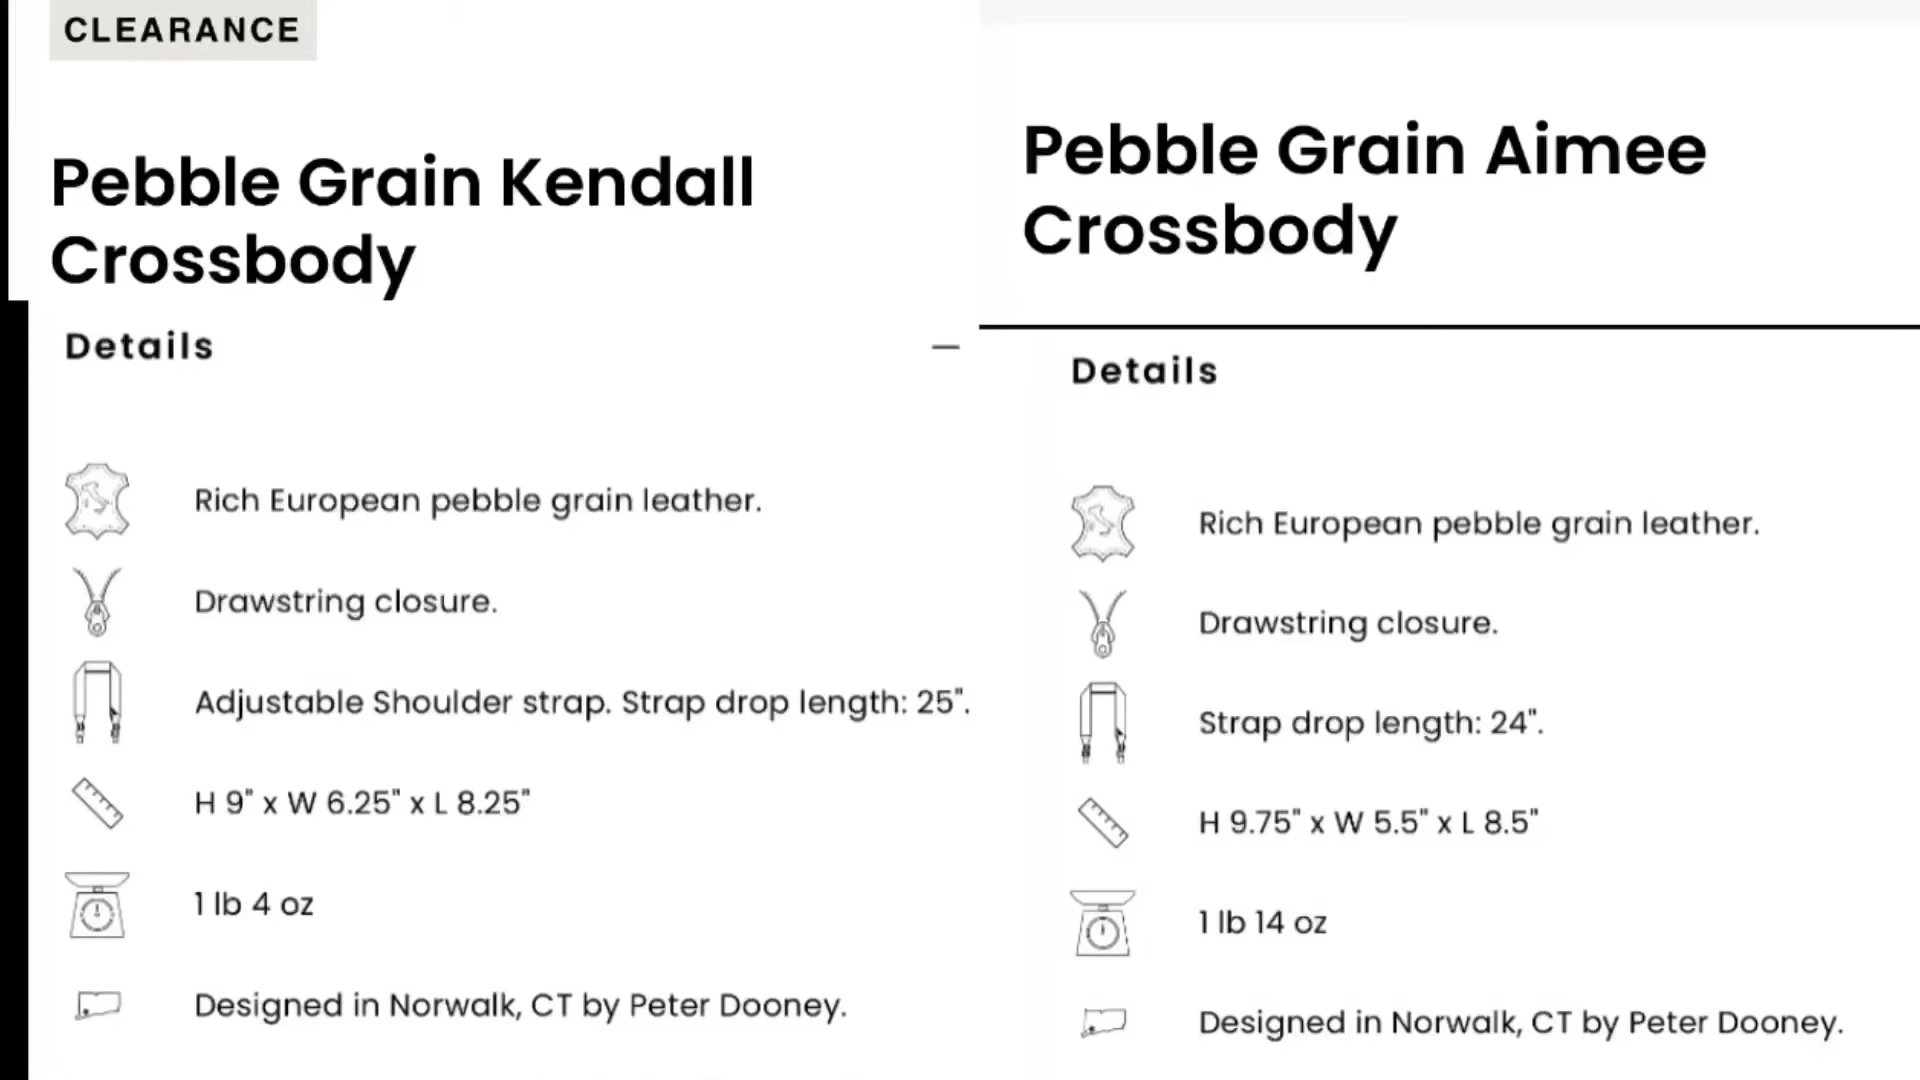 CLEARANCE
Pebble Grain Kendall
Crossbody
Details
Rich European pebble grain leather.
Drawstring closure.
Adjustable Shoulder strap. Strap drop length: 25".
H 9" x W 6.25" x L 8.25"
1 lb 4 oz
Designed in Norwalk, CT by Peter Dooney.
Pebble Grain Aimee
Crossbody
Details
Rich European pebble grain leather.
Drawstring closure.
Strap drop length: 24".
H 9.75" x W 5.5" x L 8.5"
1 lb 14 oz
Designed in Norwalk, CT by Peter Dooney.